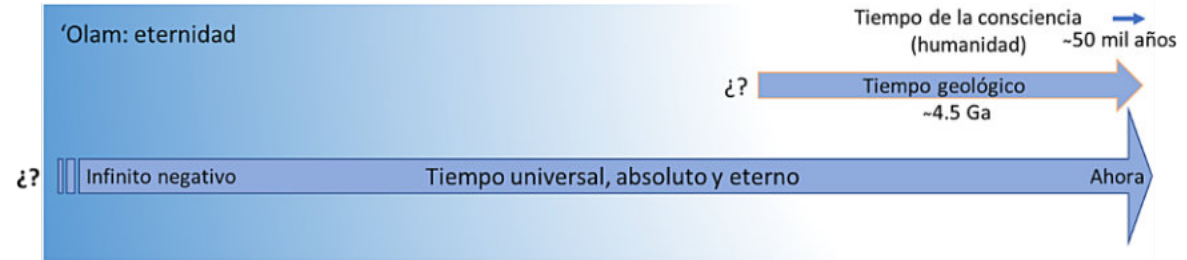 ‘Olam: eternidad
Tiempo de la consciencia
(humanidad)
~50 mil años
¿?
Tiempo geológico
~4.5 Ga
¿?
Infinito negativo
Tiempo universal, absoluto y eterno
Ahora